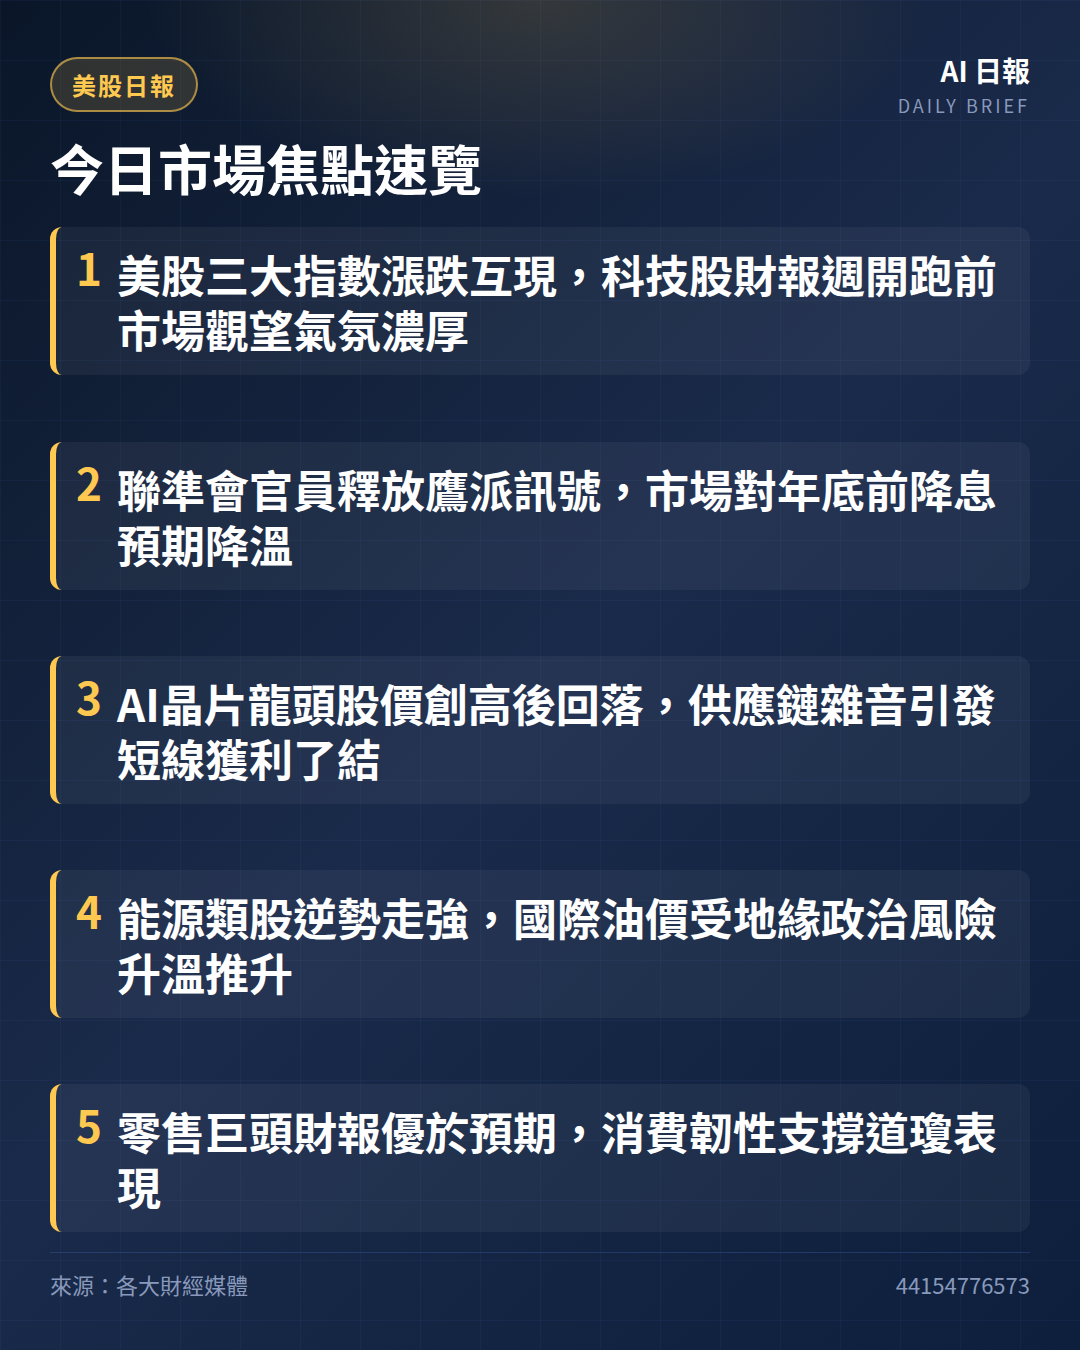 美股日報
AI 日報
DAILY BRIEF
今日市場焦點速覽
1 美股三大指數漲跌互現，科技股財報週開跑前
市場觀望氣氛濃厚
2 聯準會官員釋放鷹派訊號，市場對年底前降息
預期降溫
3 AI晶片龍頭股價創高後回落，供應鏈雜音引發
短線獲利了結
4 能源類股逆勢走強，國際油價受地緣政治風險
升溫推升
5 零售巨頭財報優於預期，消費韌性支撐道瓊表
現
來源：各大財經媒體
44154776573